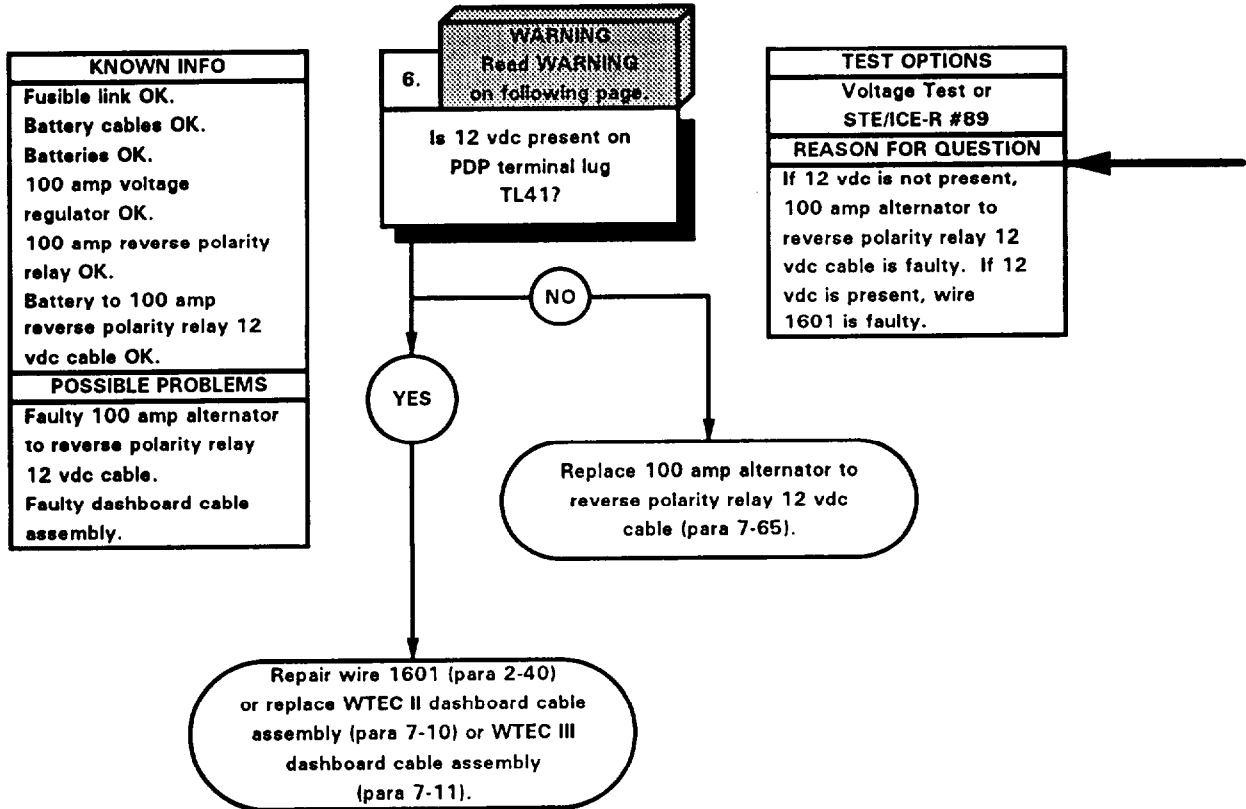 KNOWN INFO
Fusible link OK.
Battery cables OK.
Batteries OK.
100 amp voltage
regulator OK.
100 amp reverse polarity
relay OK.
Battery to 100 amp
reverse polarity relay 12
vdc cable OK.
POSSIBLE PROBLEMS
Faulty 100 amp alternator
to reverse polarity relay
12 vdc cable.
Faulty dashboard cable
assembly.
WARNING
Read WARNING
on following page.
6.
Is 12 vdc present on
PDP terminal lug
TL41?
TEST OPTIONS
Voltage Test or
STE/ICE-R #89
REASON FOR QUESTION
If 12 vdc is not present,
100 amp alternator to
reverse polarity relay 12
vdc cable is faulty. If 12
vdc is present, wire
1601 is faulty.
NO
YES
Replace 100 amp alternator to
reverse polarity relay 12 vdc
cable (para 7-65).
Repair wire 1601 (para 2-40)
or replace WTEC II dashboard cable
assembly (para 7-10) or WTEC III
dashboard cable assembly
(para 7-11).